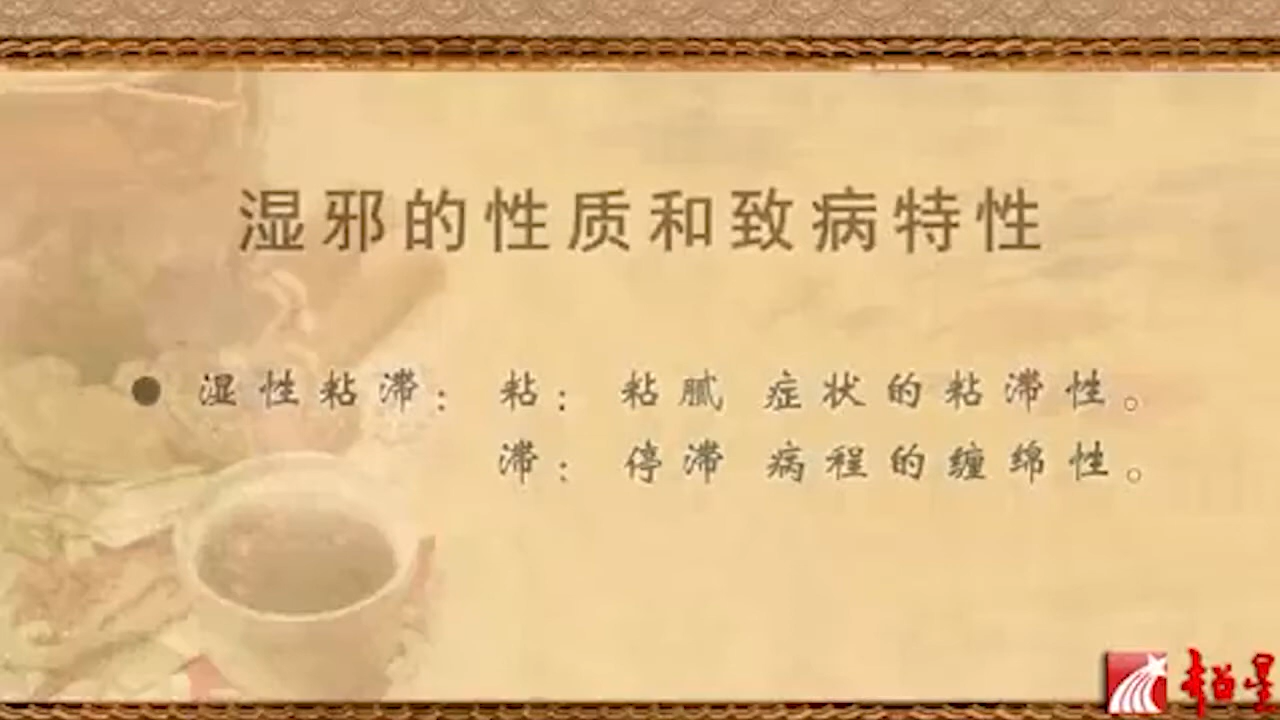 湿邪的性质和致病特性
● 湿性粘滞： 粘： 粘腻 症状的粘滞性。
滞： 停滞 病程的缠绵性。
超星